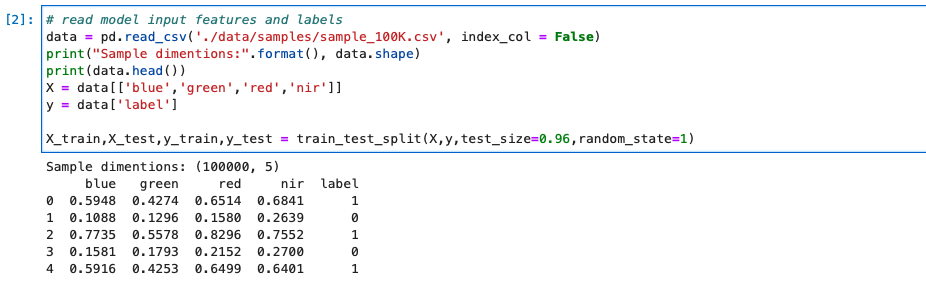 [2]: # read model input features and labels
data = pd.read_csv('./data/samples/sample_100K.csv', index_col = False)
print("Sample dimentions:".format(), data.shape)
print(data.head())
X = data[['blue','green','red','nir']]
y = data['label']
X_train,X_test,y_train,y_test = train_test_split(X,y,test_size=0.96,random_state=1)
Sample dimentions: (100000, 5)
blue green red nir label
0 0.5948 0.4274 0.6514 0.6841 1
1 0.1088 0.1296 0.1580 0.2639 0
2 0.7735 0.5578 0.8296 0.7552 1
3 0.1581 0.1793 0.2152 0.2700 0
4 0.5916 0.4253 0.6499 0.6401 1